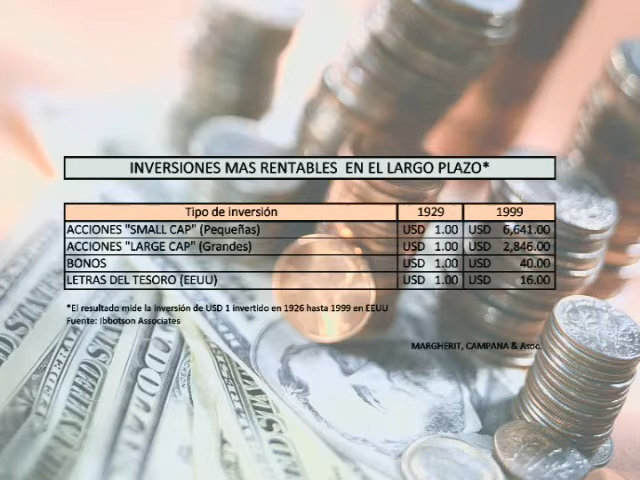 INVERSIONES MAS RENTABLES EN EL LARGO PLAZO*
Tipo de inversión 1929 1999
ACCIONES "SMALL CAP" (Pequeñas) USD 1.00 USD 6,641.00
ACCIONES "LARGE CAP" (Grandes) USD 1.00 USD 2,846.00
BONOS USD 1.00 USD 40.00
LETRAS DEL TESORO (EEUU) USD 1.00 USD 16.00
*El resultado mide la inversión de USD 1 invertido en 1926 hasta 1999 en EEUU
Fuente: Ibbotson Associates
MARGHERIT, CAMPANA & Asoc.